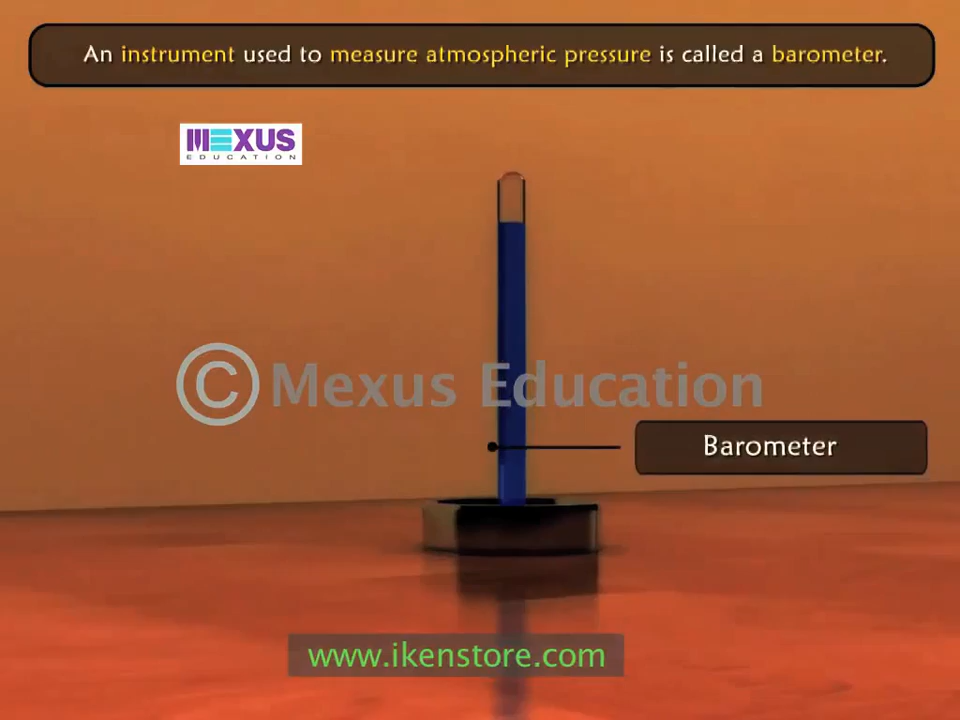 An instrument used to measure atmospheric pressure is called a barometer.
MEXUS
EDUCATION
© Mexus Education
Barometer
www.ikenstore.com